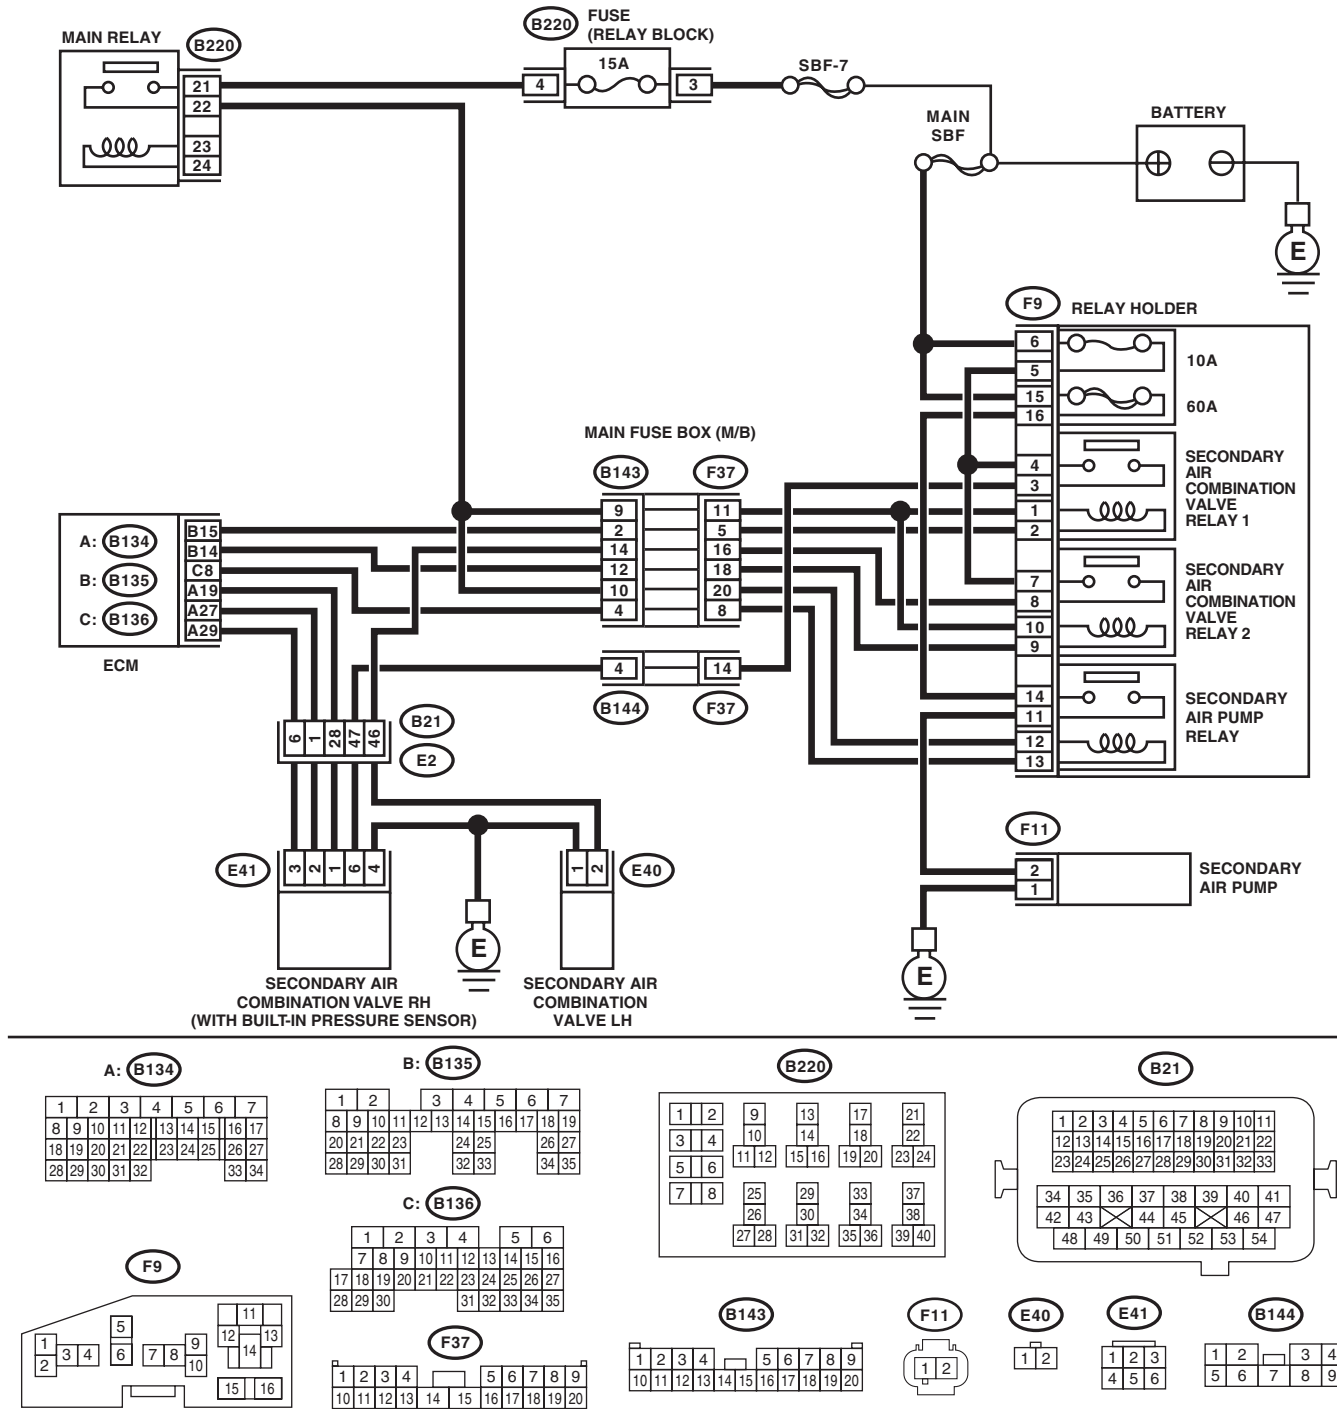 FUSE
(RELAY BLOCK)
B220
MAIN RELAY
B220
15A
SBF-7
21
22
23
24
4
3
MAIN
SBF
BATTERY
E
F9
RELAY HOLDER
6
5
15
16
4
3
1
2
7
8
10
9
14
11
12
13
10A
60A
SECONDARY
AIR
COMBINATION
VALVE
RELAY 1
SECONDARY
AIR
COMBINATION
VALVE
RELAY 2
SECONDARY
AIR PUMP
RELAY
MAIN FUSE BOX (M/B)
B143
F37
9 11
2 5
14 16
12 18
10 20
4 8
4 14
B144
F37
A: B134
B: B135
C: B136
B15
B14
C8
A19
A27
A29
ECM
6 1 28 47 46
B21
E2
E41
3 2 1 6 4
1 2
E40
E
SECONDARY AIR
COMBINATION VALVE RH
(WITH BUILT-IN PRESSURE SENSOR)
SECONDARY AIR
COMBINATION
VALVE LH
F11
2
1
SECONDARY
AIR PUMP
E
A: B134
1 2 3 4 5 6 7
8 9 10 11 12 13 14 15 16 17
18 19 20 21 22 23 24 25 26 27
28 29 30 31 32 33 34
B: B135
1 2 3 4 5 6 7
8 9 10 11 12 13 14 15 16 17 18 19
20 21 22 23 24 25 26 27
28 29 30 31 32 33 34 35
C: B136
1 2 3 4 5 6
7 8 9 10 11 12 13 14 15 16
17 18 19 20 21 22 23 24 25 26 27
28 29 30 31 32 33 34 35
B220
1 2 9 13 17 21
10 14 18 22
3 4 11 12 15 16 19 20 23 24
5 6
7 8 25 29 33 37
26 30 34 38
27 28 31 32 35 36 39 40
B21
1 2 3 4 5 6 7 8 9 10 11
12 13 14 15 16 17 18 19 20 21 22
23 24 25 26 27 28 29 30 31 32 33
34 35 36 37 38 39 40 41
42 43 44 45 46 47
48 49 50 51 52 53 54
F9
1
2
3 4
5
6
7 8
9
10
11
12 14 13
15 16
F37
1 2 3 4 5 6 7 8 9
10 11 12 13 14 15 16 17 18 19 20
B143
1 2 3 4 5 6 7 8 9
10 11 12 13 14 15 16 17 18 19 20
F11
1 2
E40
1 2
E41
1 2 3
4 5 6
B144
1 2 3 4
5 6 7 8 9